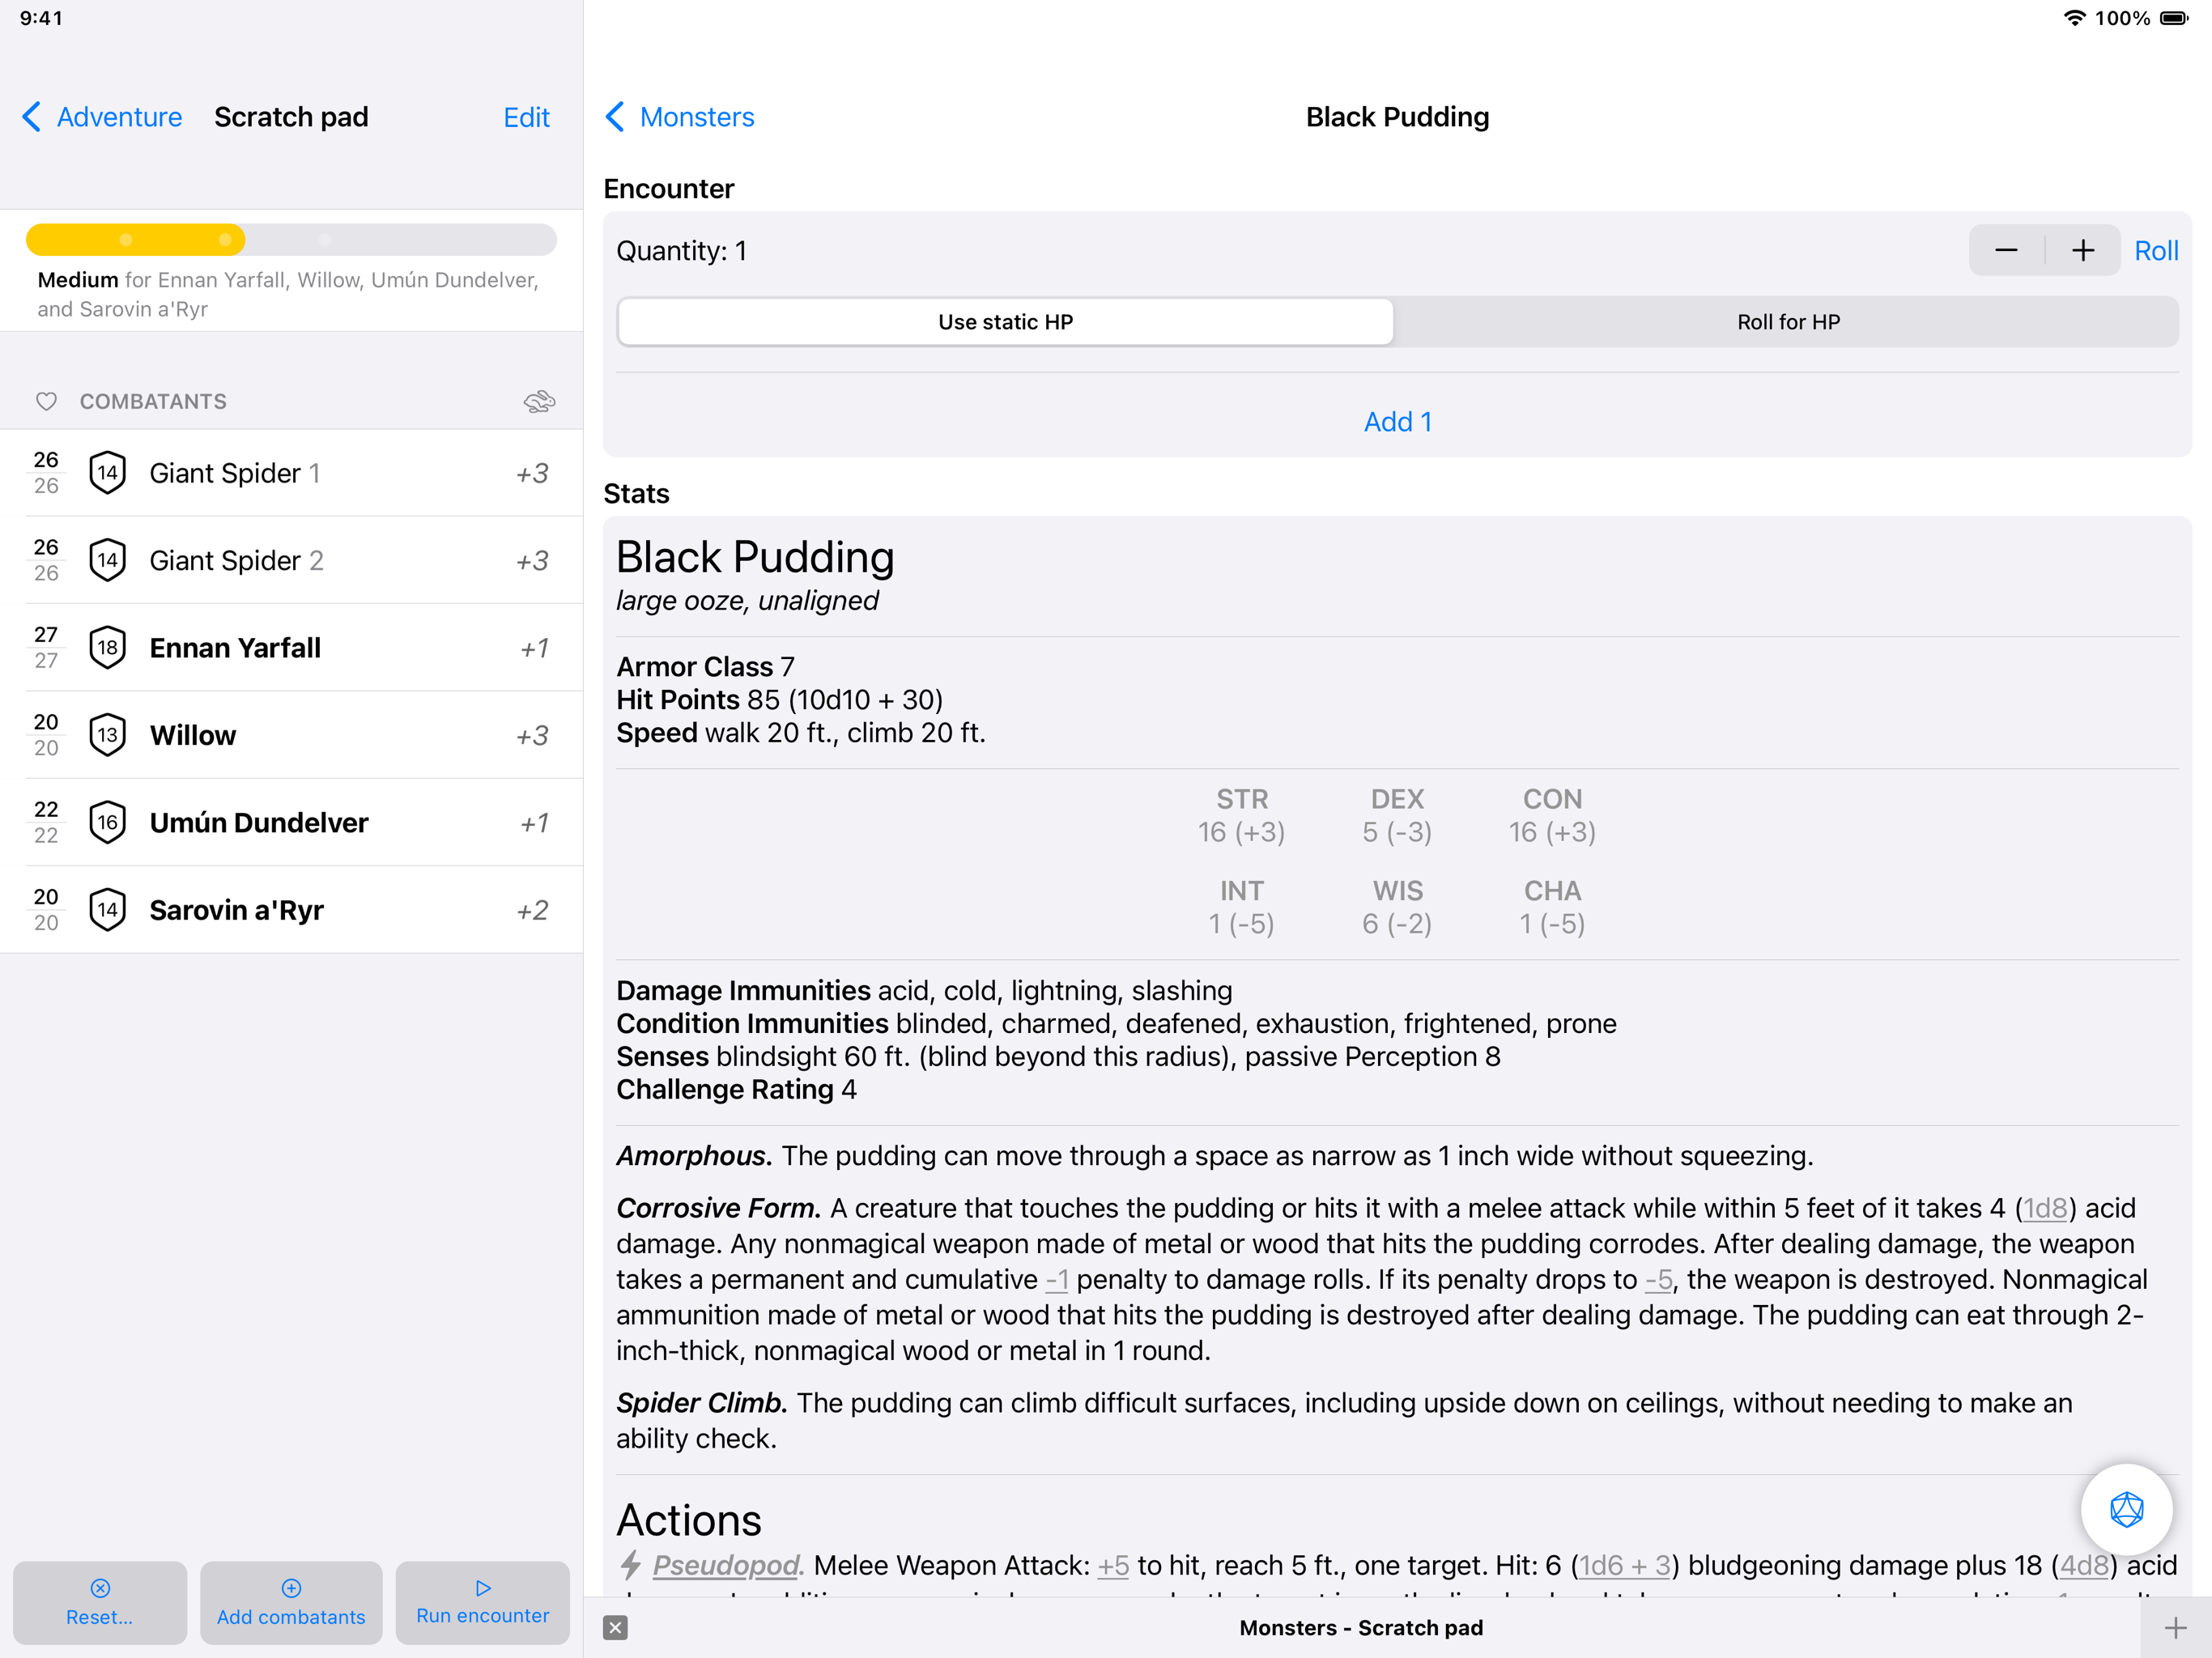 9:41
100%
Adventure
Scratch pad
Edit
Medium for Ennan Yarfall, Willow, Umún Dundelver,
and Sarovin a'Ryr
COMBATANTS
26
26
14
Giant Spider 1
+3
26
26
14
Giant Spider 2
+3
27
27
18
Ennan Yarfall
+1
20
20
13
Willow
+3
22
22
16
Umún Dundelver
+1
20
20
14
Sarovin a'Ryr
+2
Reset...
Add combatants
Run encounter
Monsters
Black Pudding
Encounter
Quantity: 1
Roll
Use static HP
Roll for HP
Add 1
Stats
Black Pudding
large ooze, unaligned
Armor Class 7
Hit Points 85 (10d10 + 30)
Speed walk 20 ft., climb 20 ft.
STR DEX CON
16 (+3) 5 (-3) 16 (+3)
INT WIS CHA
1 (-5) 6 (-2) 1 (-5)
Damage Immunities acid, cold, lightning, slashing
Condition Immunities blinded, charmed, deafened, exhaustion, frightened, prone
Senses blindsight 60 ft. (blind beyond this radius), passive Perception 8
Challenge Rating 4
Amorphous. The pudding can move through a space as narrow as 1 inch wide without squeezing.
Corrosive Form. A creature that touches the pudding or hits it with a melee attack while within 5 feet of it takes 4 (1d8) acid
damage. Any nonmagical weapon made of metal or wood that hits the pudding corrodes. After dealing damage, the weapon
takes a permanent and cumulative -1 penalty to damage rolls. If its penalty drops to -5, the weapon is destroyed. Nonmagical
ammunition made of metal or wood that hits the pudding is destroyed after dealing damage. The pudding can eat through 2-
inch-thick, nonmagical wood or metal in 1 round.
Spider Climb. The pudding can climb difficult surfaces, including upside down on ceilings, without needing to make an
ability check.
Actions
Pseudopod. Melee Weapon Attack: +5 to hit, reach 5 ft., one target. Hit: 6 (1d6 + 3) bludgeoning damage plus 18 (4d8) acid
Monsters - Scratch pad